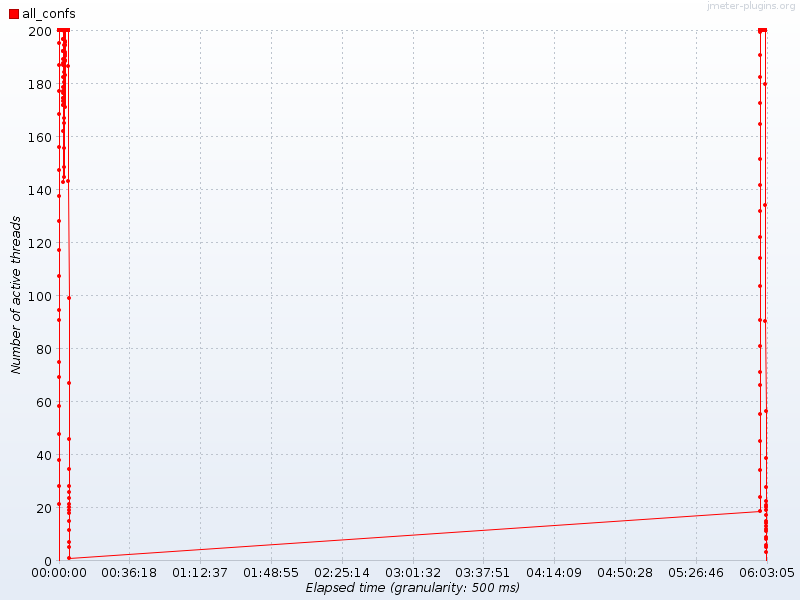 jmeter-plugins.org
all_confs
200
180
160
140
120
100
80
60
40
20
0
Number of active threads
00:00:00 00:36:18 01:12:37 01:48:55 02:25:14 03:01:32 03:37:51 04:14:09 04:50:28 05:26:46 06:03:05
Elapsed time (granularity: 500 ms)